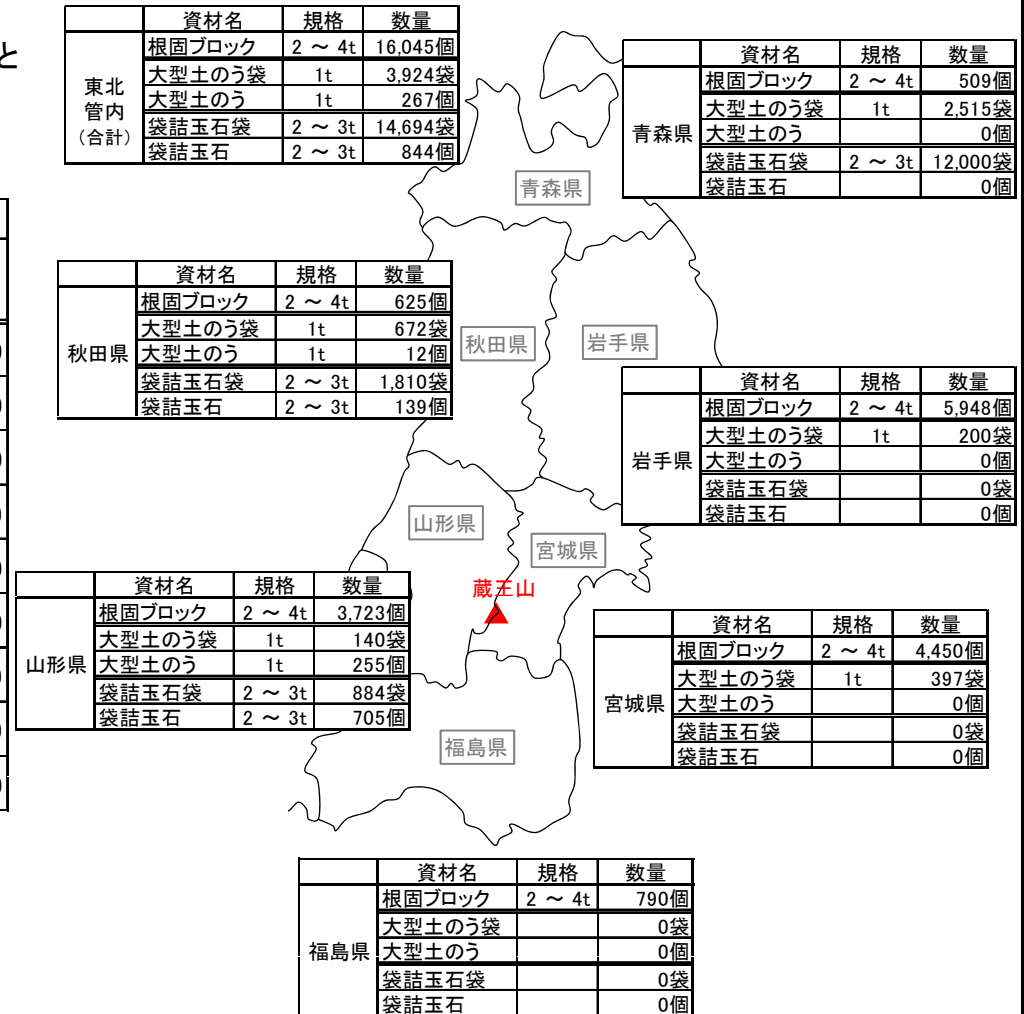 と
資材名 規格 数量
東北管内(合計) 根固ブロック 2 ～ 4t 16,045個
大型土のう袋 1t 3,924袋
大型土のう 1t 267個
袋詰玉石袋 2 ～ 3t 14,694袋
袋詰玉石 2 ～ 3t 844個
資材名 規格 数量
青森県 根固ブロック 2 ～ 4t 509個
大型土のう袋 1t 2,515袋
大型土のう 0個
袋詰玉石袋 2 ～ 3t 12,000袋
袋詰玉石 0個
青森県
資材名 規格 数量
秋田県 根固ブロック 2 ～ 4t 625個
大型土のう袋 1t 672袋
大型土のう 1t 12個
袋詰玉石袋 2 ～ 3t 1,810袋
袋詰玉石 2 ～ 3t 139個
秋田県
岩手県
資材名 規格 数量
岩手県 根固ブロック 2 ～ 4t 5,948個
大型土のう袋 1t 200袋
大型土のう 0個
袋詰玉石袋 0袋
袋詰玉石 0個
山形県
宮城県
蔵王山
資材名 規格 数量
山形県 根固ブロック 2 ～ 4t 3,723個
大型土のう袋 1t 140袋
大型土のう 1t 255個
袋詰玉石袋 2 ～ 3t 884袋
袋詰玉石 2 ～ 3t 705個
資材名 規格 数量
宮城県 根固ブロック 2 ～ 4t 4,450個
大型土のう袋 1t 397袋
大型土のう 0個
袋詰玉石袋 0袋
袋詰玉石 0個
福島県
資材名 規格 数量
福島県 根固ブロック 2 ～ 4t 790個
大型土のう袋 0袋
大型土のう 0個
袋詰玉石袋 0袋
袋詰玉石 0個